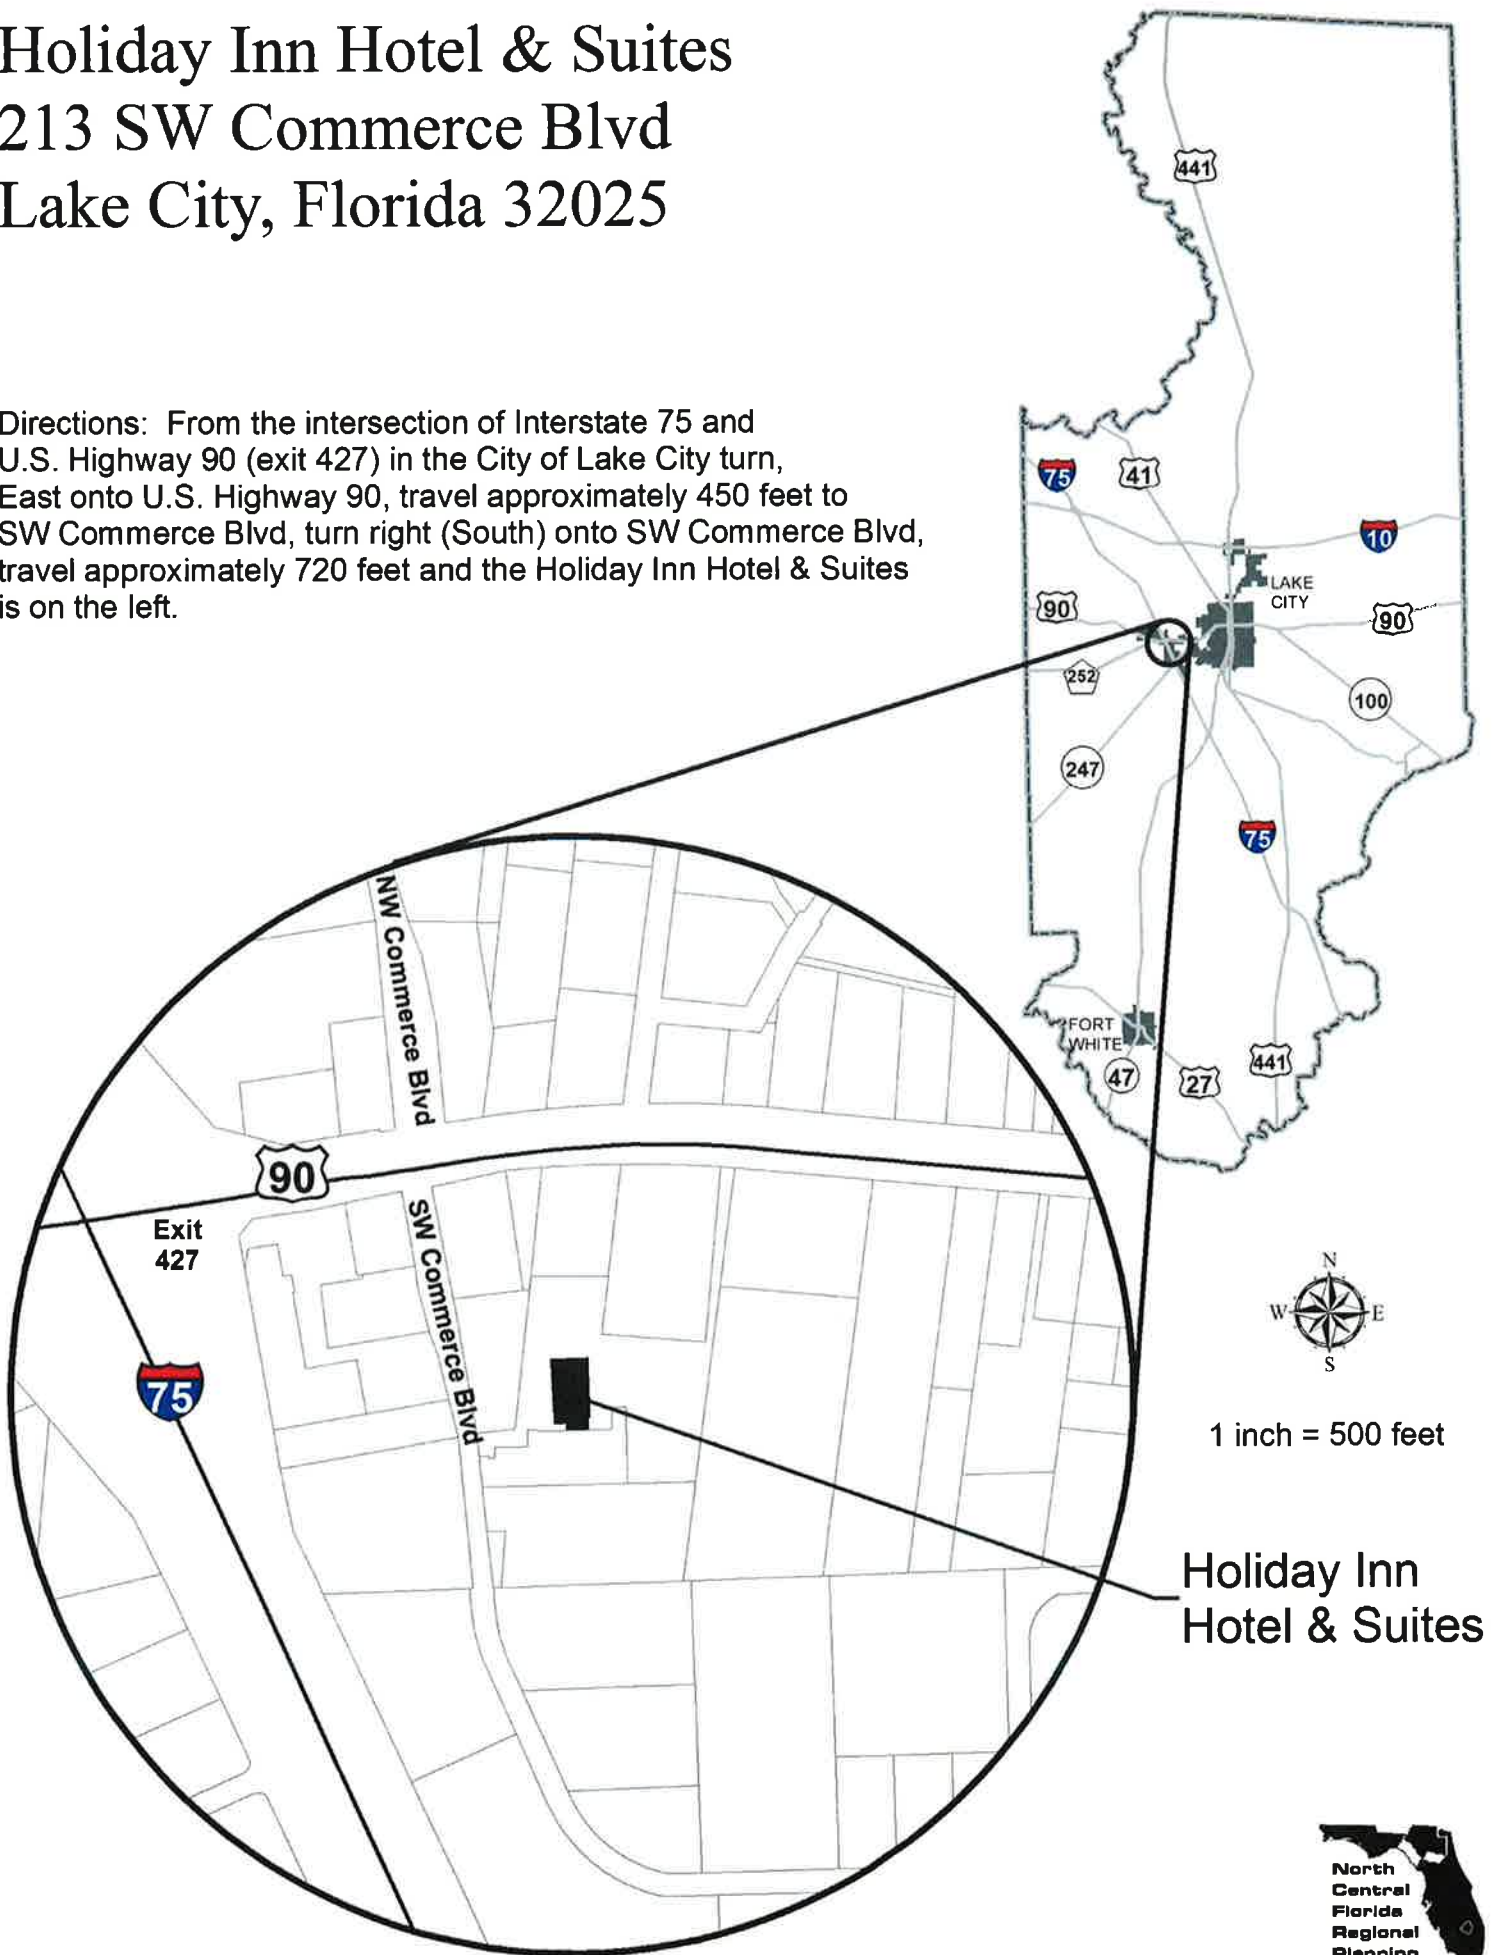 Holiday Inn Hotel & Suites
213 SW Commerce Blvd
Lake City, Florida 32025
Directions: From the intersection of Interstate 75 and
U.S. Highway 90 (exit 427) in the City of Lake City turn,
East onto U.S. Highway 90, travel approximately 450 feet to
SW Commerce Blvd, turn right (South) onto SW Commerce Blvd,
travel approximately 720 feet and the Holiday Inn Hotel & Suites
is on the left.
441
75
41
10
LAKE
CITY
90
90
252
100
247
75
FORT
WHITE
47
27
441
NW Commerce Blvd
90
Exit
427
SW Commerce Blvd
75
N
W
E
S
1 inch = 500 feet
Holiday Inn
Hotel & Suites
North
Central
Florida
Regional
Planning